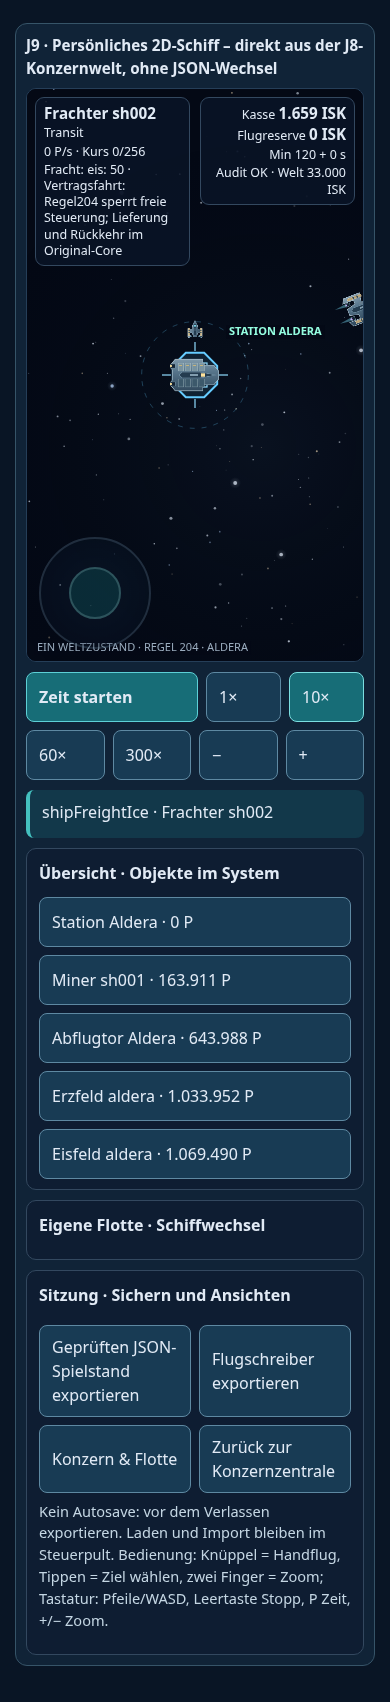 J9 · Persönliches 2D-Schiff – direkt aus der J8-
Konzernwelt, ohne JSON-Wechsel
Frachter sh002
Transit
0 P/s · Kurs 0/256
Fracht: eis: 50 ·
Vertragsfahrt:
Regel204 sperrt freie
Steuerung; Lieferung
und Rückkehr im
Original-Core
Kasse 1.659 ISK
Flugreserve 0 ISK
Min 120 + 0 s
Audit OK · Welt 33.000
ISK
STATION ALDERA
EIN WELTZUSTAND · REGEL 204 · ALDERA
Zeit starten
1×
10×
60×
300×
−
+
shipFreightIce · Frachter sh002
Übersicht · Objekte im System
Station Aldera · 0 P
Miner sh001 · 163.911 P
Abflugtor Aldera · 643.988 P
Erzfeld aldera · 1.033.952 P
Eisfeld aldera · 1.069.490 P
Eigene Flotte · Schiffwechsel
Sitzung · Sichern und Ansichten
Geprüften JSON-
Spielstand
exportieren
Flugschreiber
exportieren
Konzern & Flotte
Zurück zur
Konzernzentrale
Kein Autosave: vor dem Verlassen
exportieren. Laden und Import bleiben im
Steuerpult. Bedienung: Knüppel = Handflug,
Tippen = Ziel wählen, zwei Finger = Zoom;
Tastatur: Pfeile/WASD, Leertaste Stopp, P Zeit,
+/− Zoom.